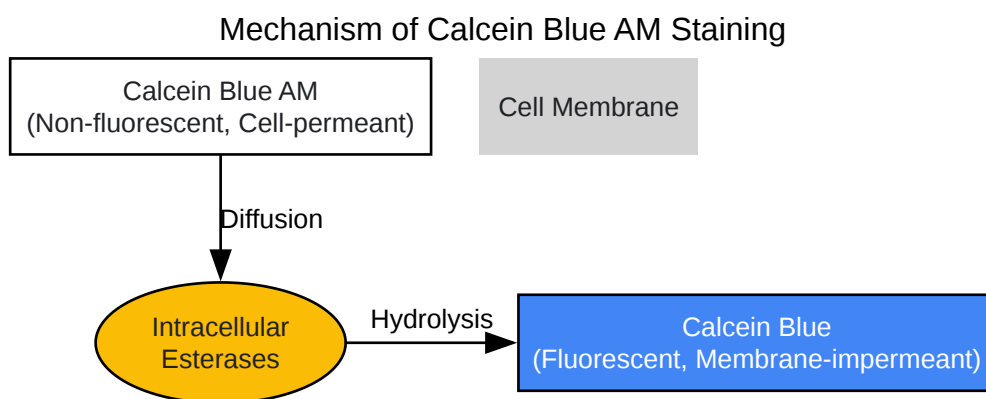 Mechanism of Calcein Blue AM Staining
Calcein Blue AM
(Non-fluorescent, Cell-permeant)
Cell Membrane
Diffusion
Intracellular
Esterases
Hydrolysis
Calcein Blue
(Fluorescent, Membrane-impermeant)